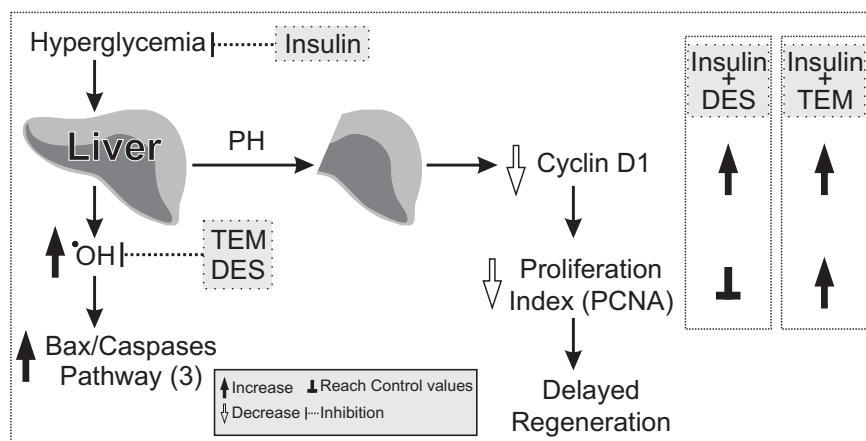 Hyperglycemia
Insulin
Insulin
+
DES
Insulin
+
TEM
Liver
PH
Cyclin D1
•OH
TEM
DES
Proliferation
Index (PCNA)
Bax/Caspases
Pathway (3)
Delayed
Regeneration
Increase
Reach Control values
Decrease
Inhibition